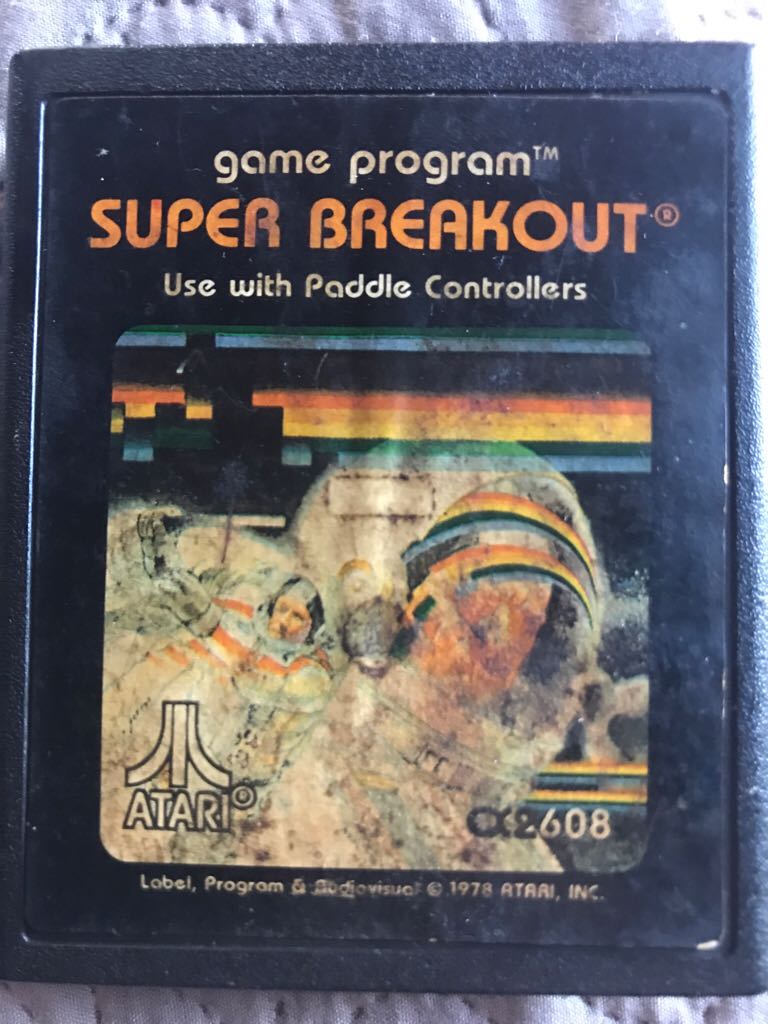 game program™
SUPER BREAKOUT®
Use with Paddle Controllers
ATARI®
CX2608
Label, Program & Audiovisual © 1978 ATARI, INC.